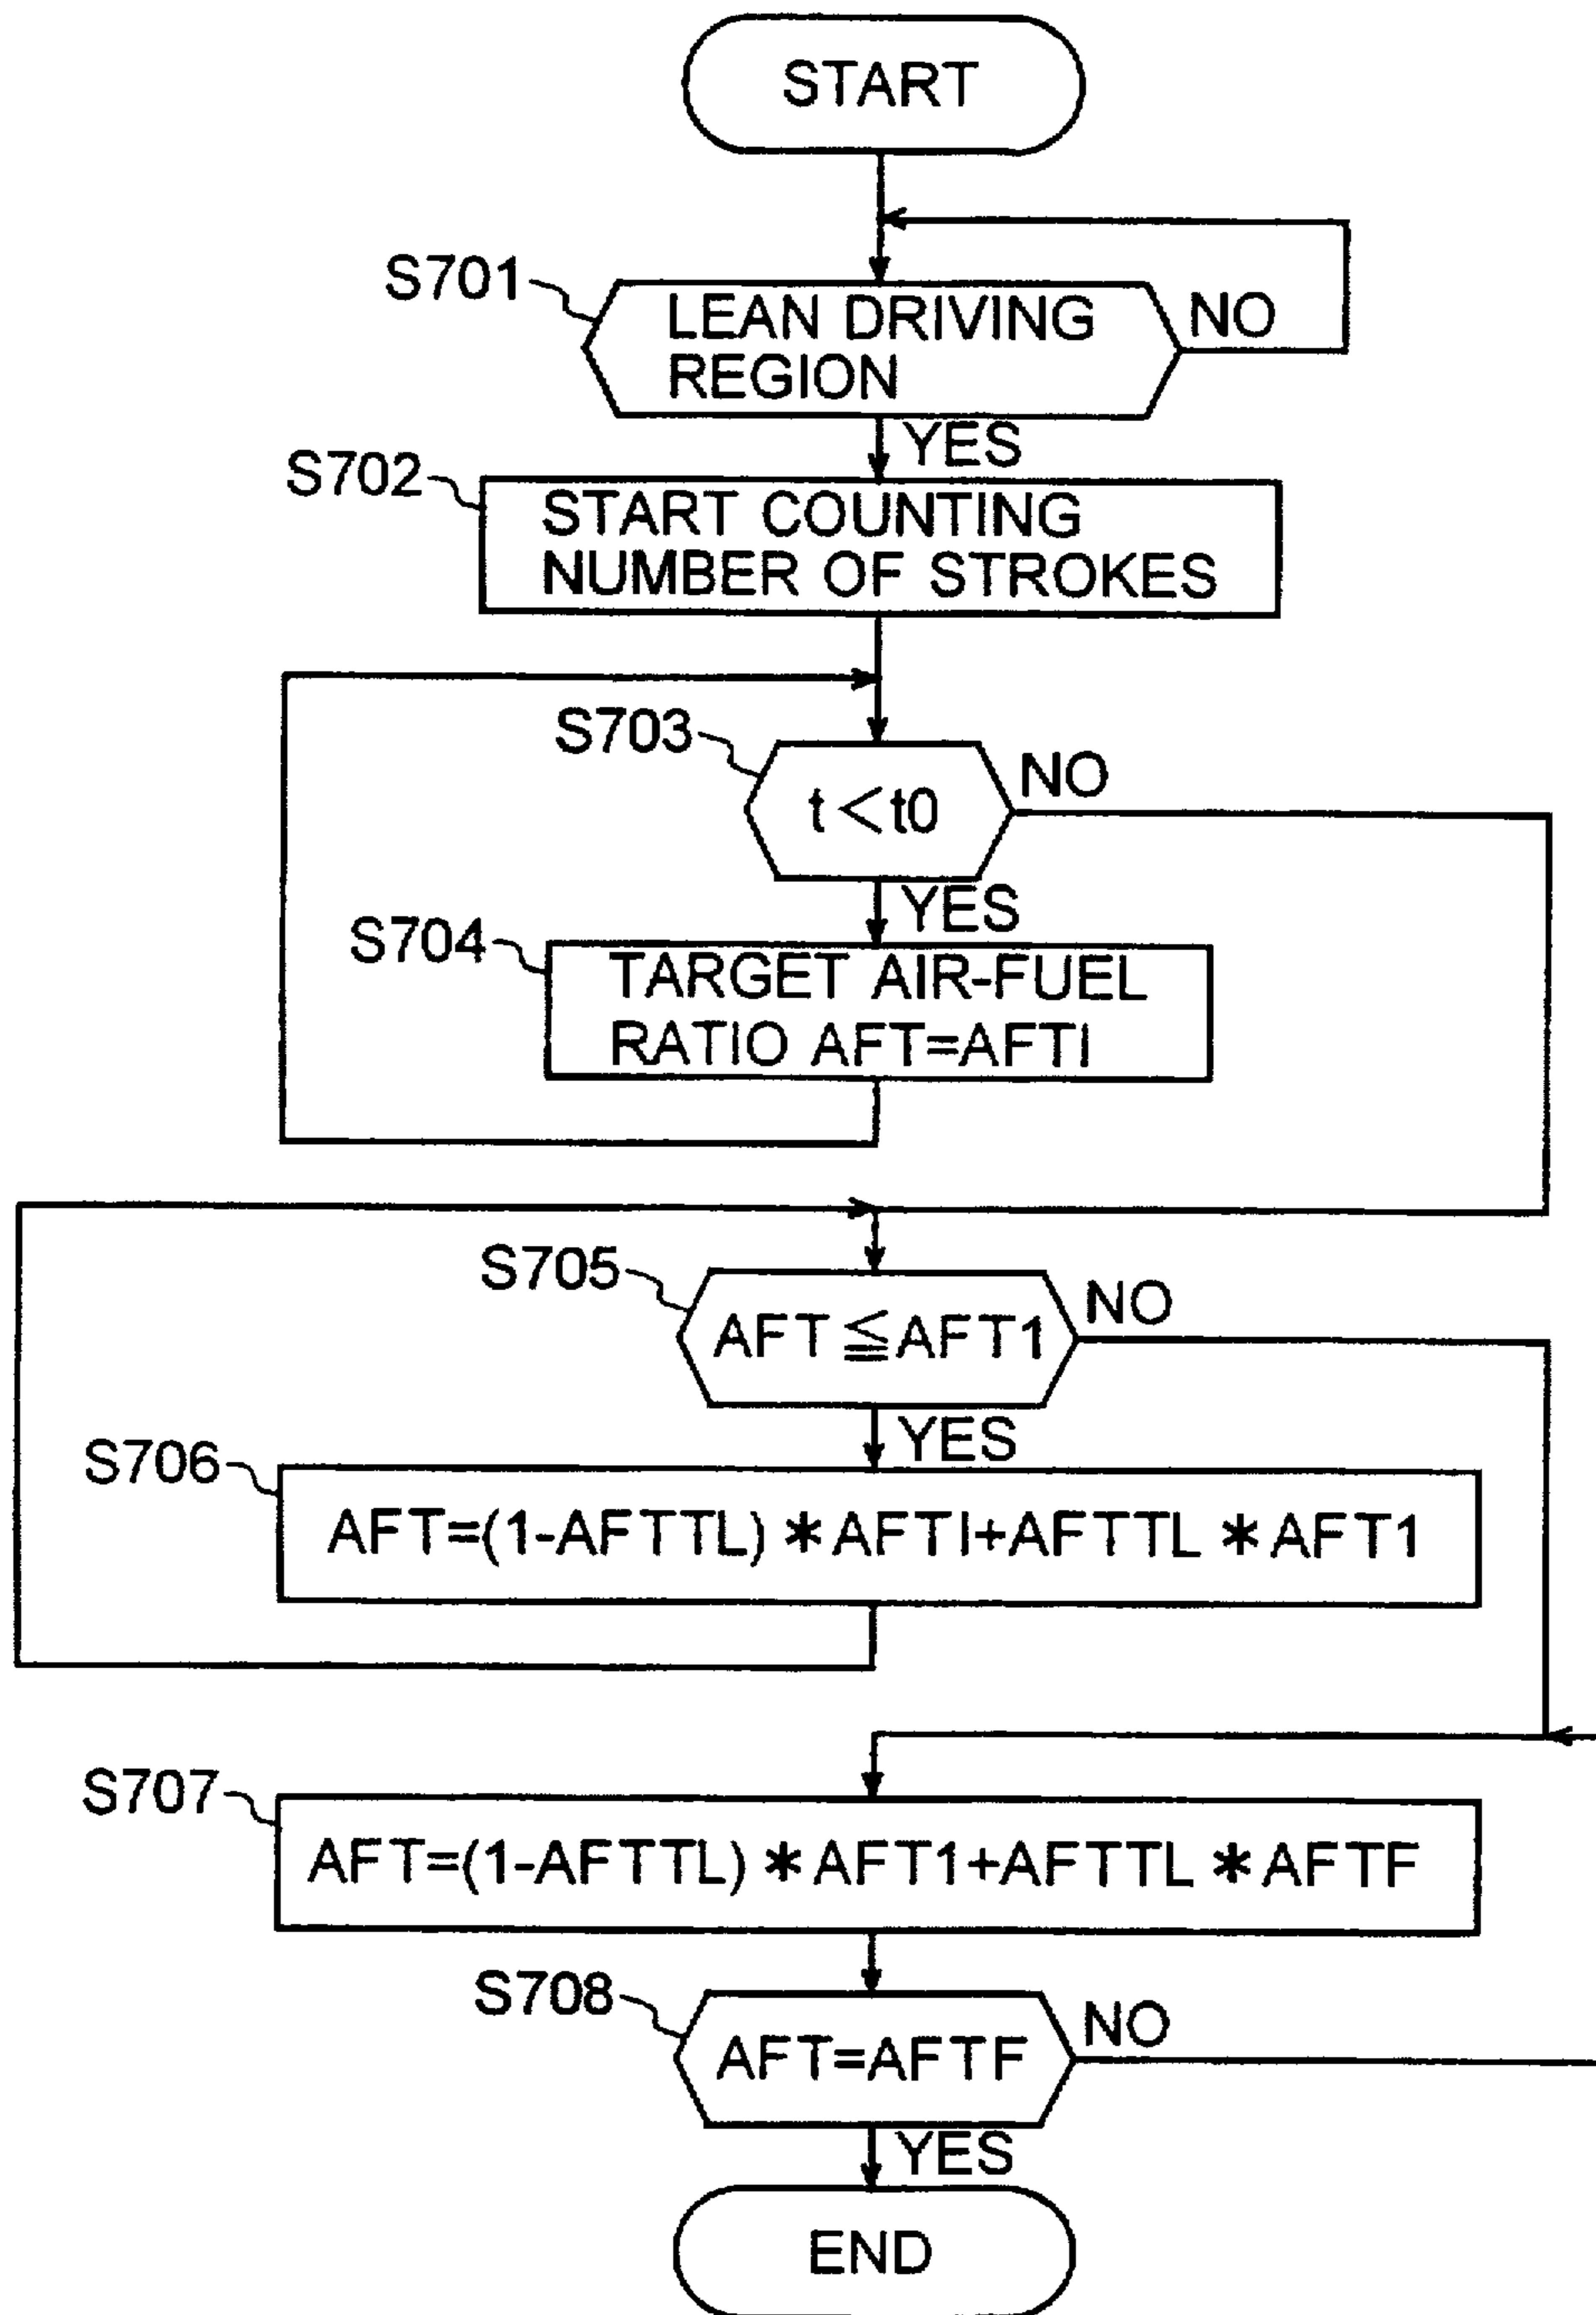 START
S701
LEAN DRIVING
REGION
NO
YES
S702
START COUNTING
NUMBER OF STROKES
S703
t<t0
NO
YES
S704
TARGET AIR-FUEL
RATIO AFT=AFTI
S705
AFT≦AFT1
NO
YES
S706
AFT=(1-AFTTL)*AFTI+AFTTL*AFT1
S707
AFT=(1-AFTTL)*AFT1+AFTTL*AFTF
S708
AFT=AFTF
NO
YES
END